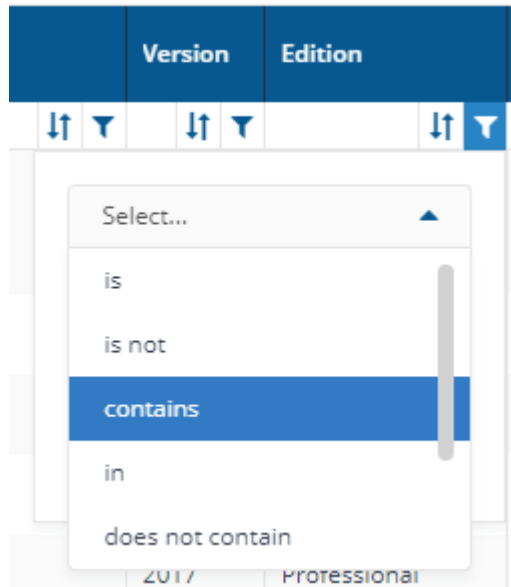 Version Edition
Select...
is
is not
contains
in
does not contain
2017 Professional